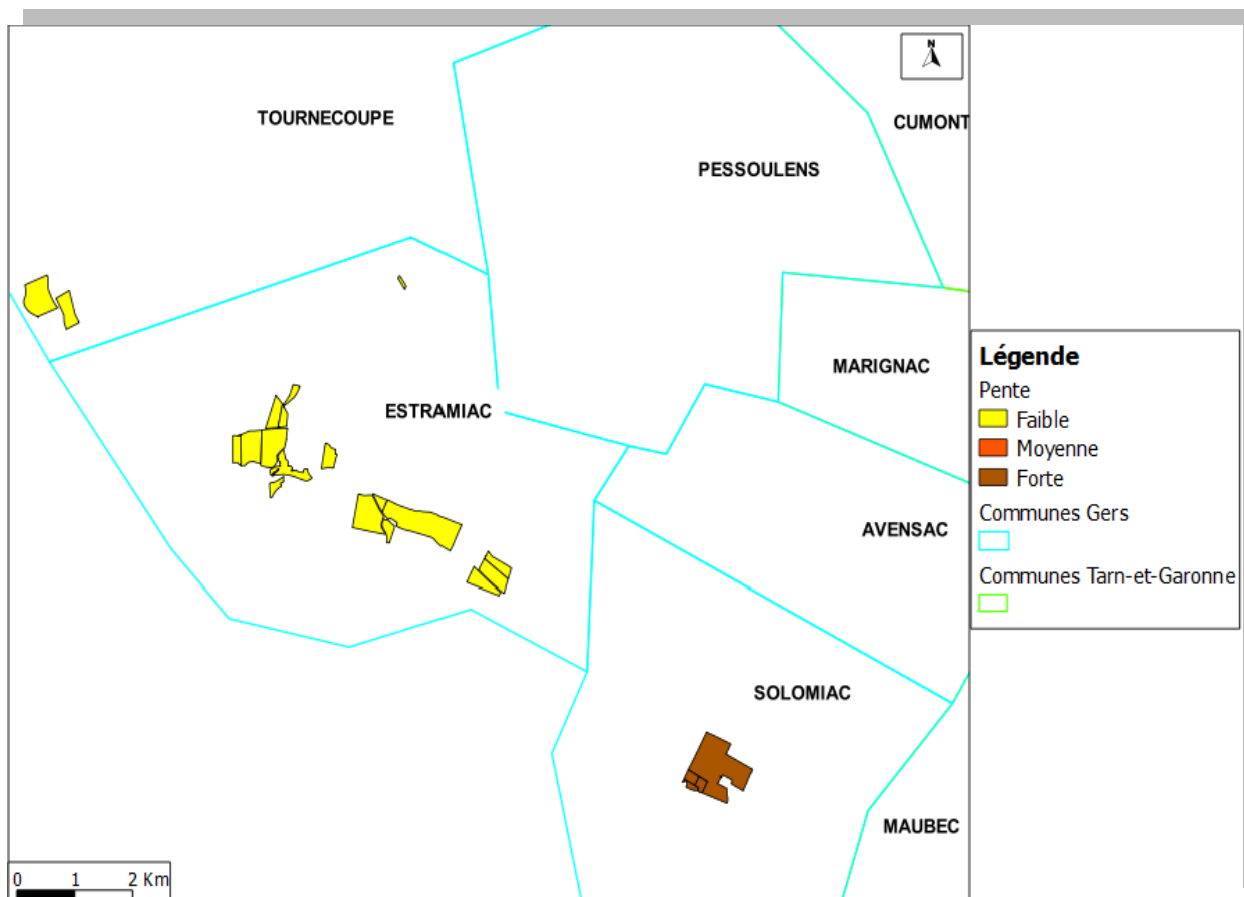 N
TOURNECOUPE
CUMONT
PESSOULENS
MARIGNAC
ESTRAMIAC
AVENSAC
SOLOMIAC
MAUBEC
0 1 2 Km
Légende
Pente
Faible
Moyenne
Forte
Communes Gers
Communes Tarn-et-Garonne